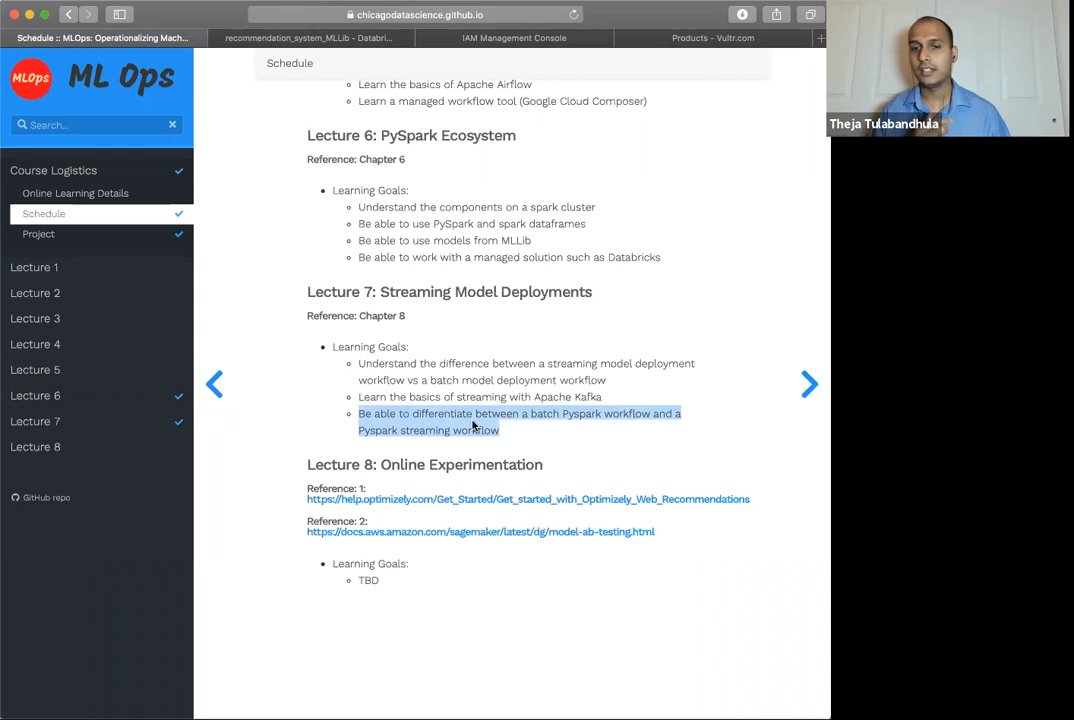 chicagodatascience.github.io
Schedule :: MLOps: Operationalizing Mach...
recommendation_system_MLLib - Databri...
IAM Management Console
Products - Vultr.com
MLOps
ML Ops
Search...
Course Logistics
Online Learning Details
Schedule
Project
Lecture 1
Lecture 2
Lecture 3
Lecture 4
Lecture 5
Lecture 6
Lecture 7
Lecture 8
GitHub repo
Schedule
Learn the basics of Apache Airflow
Learn a managed workflow tool (Google Cloud Composer)
Lecture 6: PySpark Ecosystem
Reference: Chapter 6
Learning Goals:
Understand the components on a spark cluster
Be able to use PySpark and spark dataframes
Be able to use models from MLLib
Be able to work with a managed solution such as Databricks
Lecture 7: Streaming Model Deployments
Reference: Chapter 8
Learning Goals:
Understand the difference between a streaming model deployment
workflow vs a batch model deployment workflow
Learn the basics of streaming with Apache Kafka
Be able to differentiate between a batch Pyspark workflow and a
Pyspark streaming workflow
Lecture 8: Online Experimentation
Reference: 1:
https://help.optimizely.com/Get_Started/Get_started_with_Optimizely_Web_Recommendations
Reference: 2:
https://docs.aws.amazon.com/sagemaker/latest/dg/model-ab-testing.html
Learning Goals:
TBD
Theja Tulabandhula